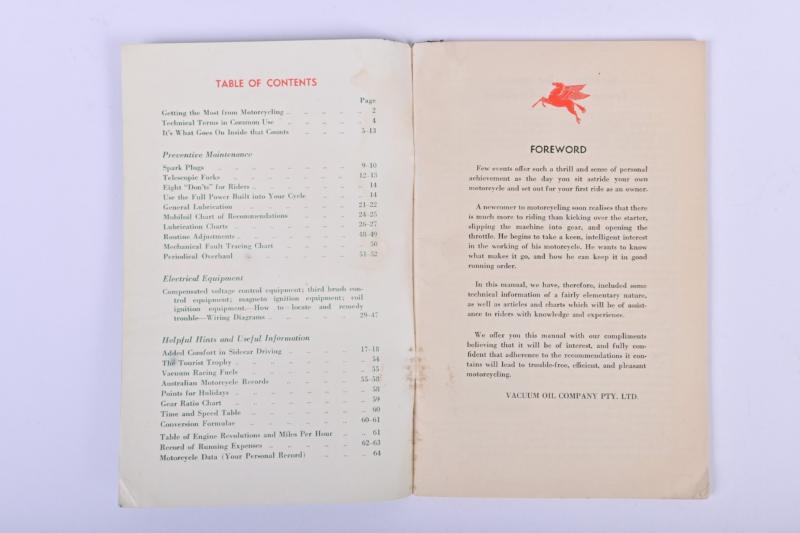 TABLE OF CONTENTS
Page
Getting the Most from Motorcycling .. .. .. .. .. 2
Technical Terms in Common Use .. .. .. .. 4
It's What Goes On Inside that Counts .. .. .. 5-13
Preventive Maintenance
Spark Plugs .. .. .. .. .. .. .. 9-10
Telescopic Forks .. .. .. .. .. .. 12-13
Eight "Don'ts" for Riders .. .. .. .. .. .. 14
Use the Full Power Built into Your Cycle .. .. .. 14
General Lubrication .. .. .. .. .. .. 21-22
Mobiloil Chart of Recommendations .. .. .. 24-25
Lubrication Charts .. .. .. .. .. .. 26-27
Routine Adjustments .. .. .. .. .. .. 48-49
Mechanical Fault Tracing Chart .. .. .. .. 50
Periodical Overhaul .. .. .. .. .. 51-52
Electrical Equipment
Compensated voltage control equipment; third brush con-
trol equipment; magneto ignition equipment; coil
ignition equipment.—How to locate and remedy
trouble—Wiring Diagrams .. .. .. .. .. 29-47
Helpful Hints and Useful Information
Added Comfort in Sidecar Driving .. .. .. .. 17-18
The Tourist Trophy .. .. .. .. .. .. 54
Vacuum Racing Fuels .. .. .. .. .. 55
Australian Motorcycle Records .. .. .. .. 55-58
Points for Holidays .. .. .. .. .. .. 58
Gear Ratio Chart .. .. .. .. .. .. 59
Time and Speed Table .. .. .. .. .. 60
Conversion Formulae .. .. .. .. .. 60-61
Table of Engine Revolutions and Miles Per Hour .. .. 61
Record of Running Expenses .. .. .. .. .. 62-63
Motorcycle Data (Your Personal Record) .. .. .. 64
FOREWORD
Few events offer such a thrill and sense of personal
achievement as the day you sit astride your own
motorcycle and set out for your first ride as an owner.
A newcomer to motorcycling soon realises that there
is much more to riding than kicking over the starter,
slipping the machine into gear, and opening the
throttle. He begins to take a keen, intelligent interest
in the working of his motorcycle. He wants to know
what makes it go, and how he can keep it in good
running order.
In this manual, we have, therefore, included some
technical information of a fairly elementary nature,
as well as articles and charts which will be of assist-
ance to riders with knowledge and experience.
We offer you this manual with our compliments
believing that it will be of interest, and fully con-
fident that adherence to the recommendations it con-
tains will lead to trouble-free, efficient, and pleasant
motorcycling.
VACUUM OIL COMPANY PTY. LTD.